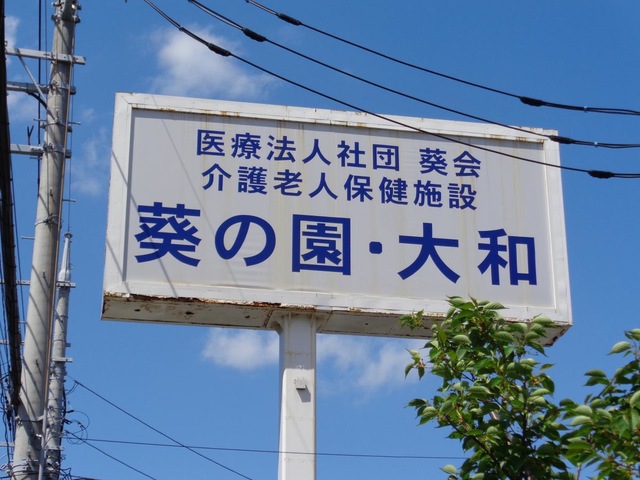 医療法人社団 葵会
介護老人保健施設
葵の園・大和